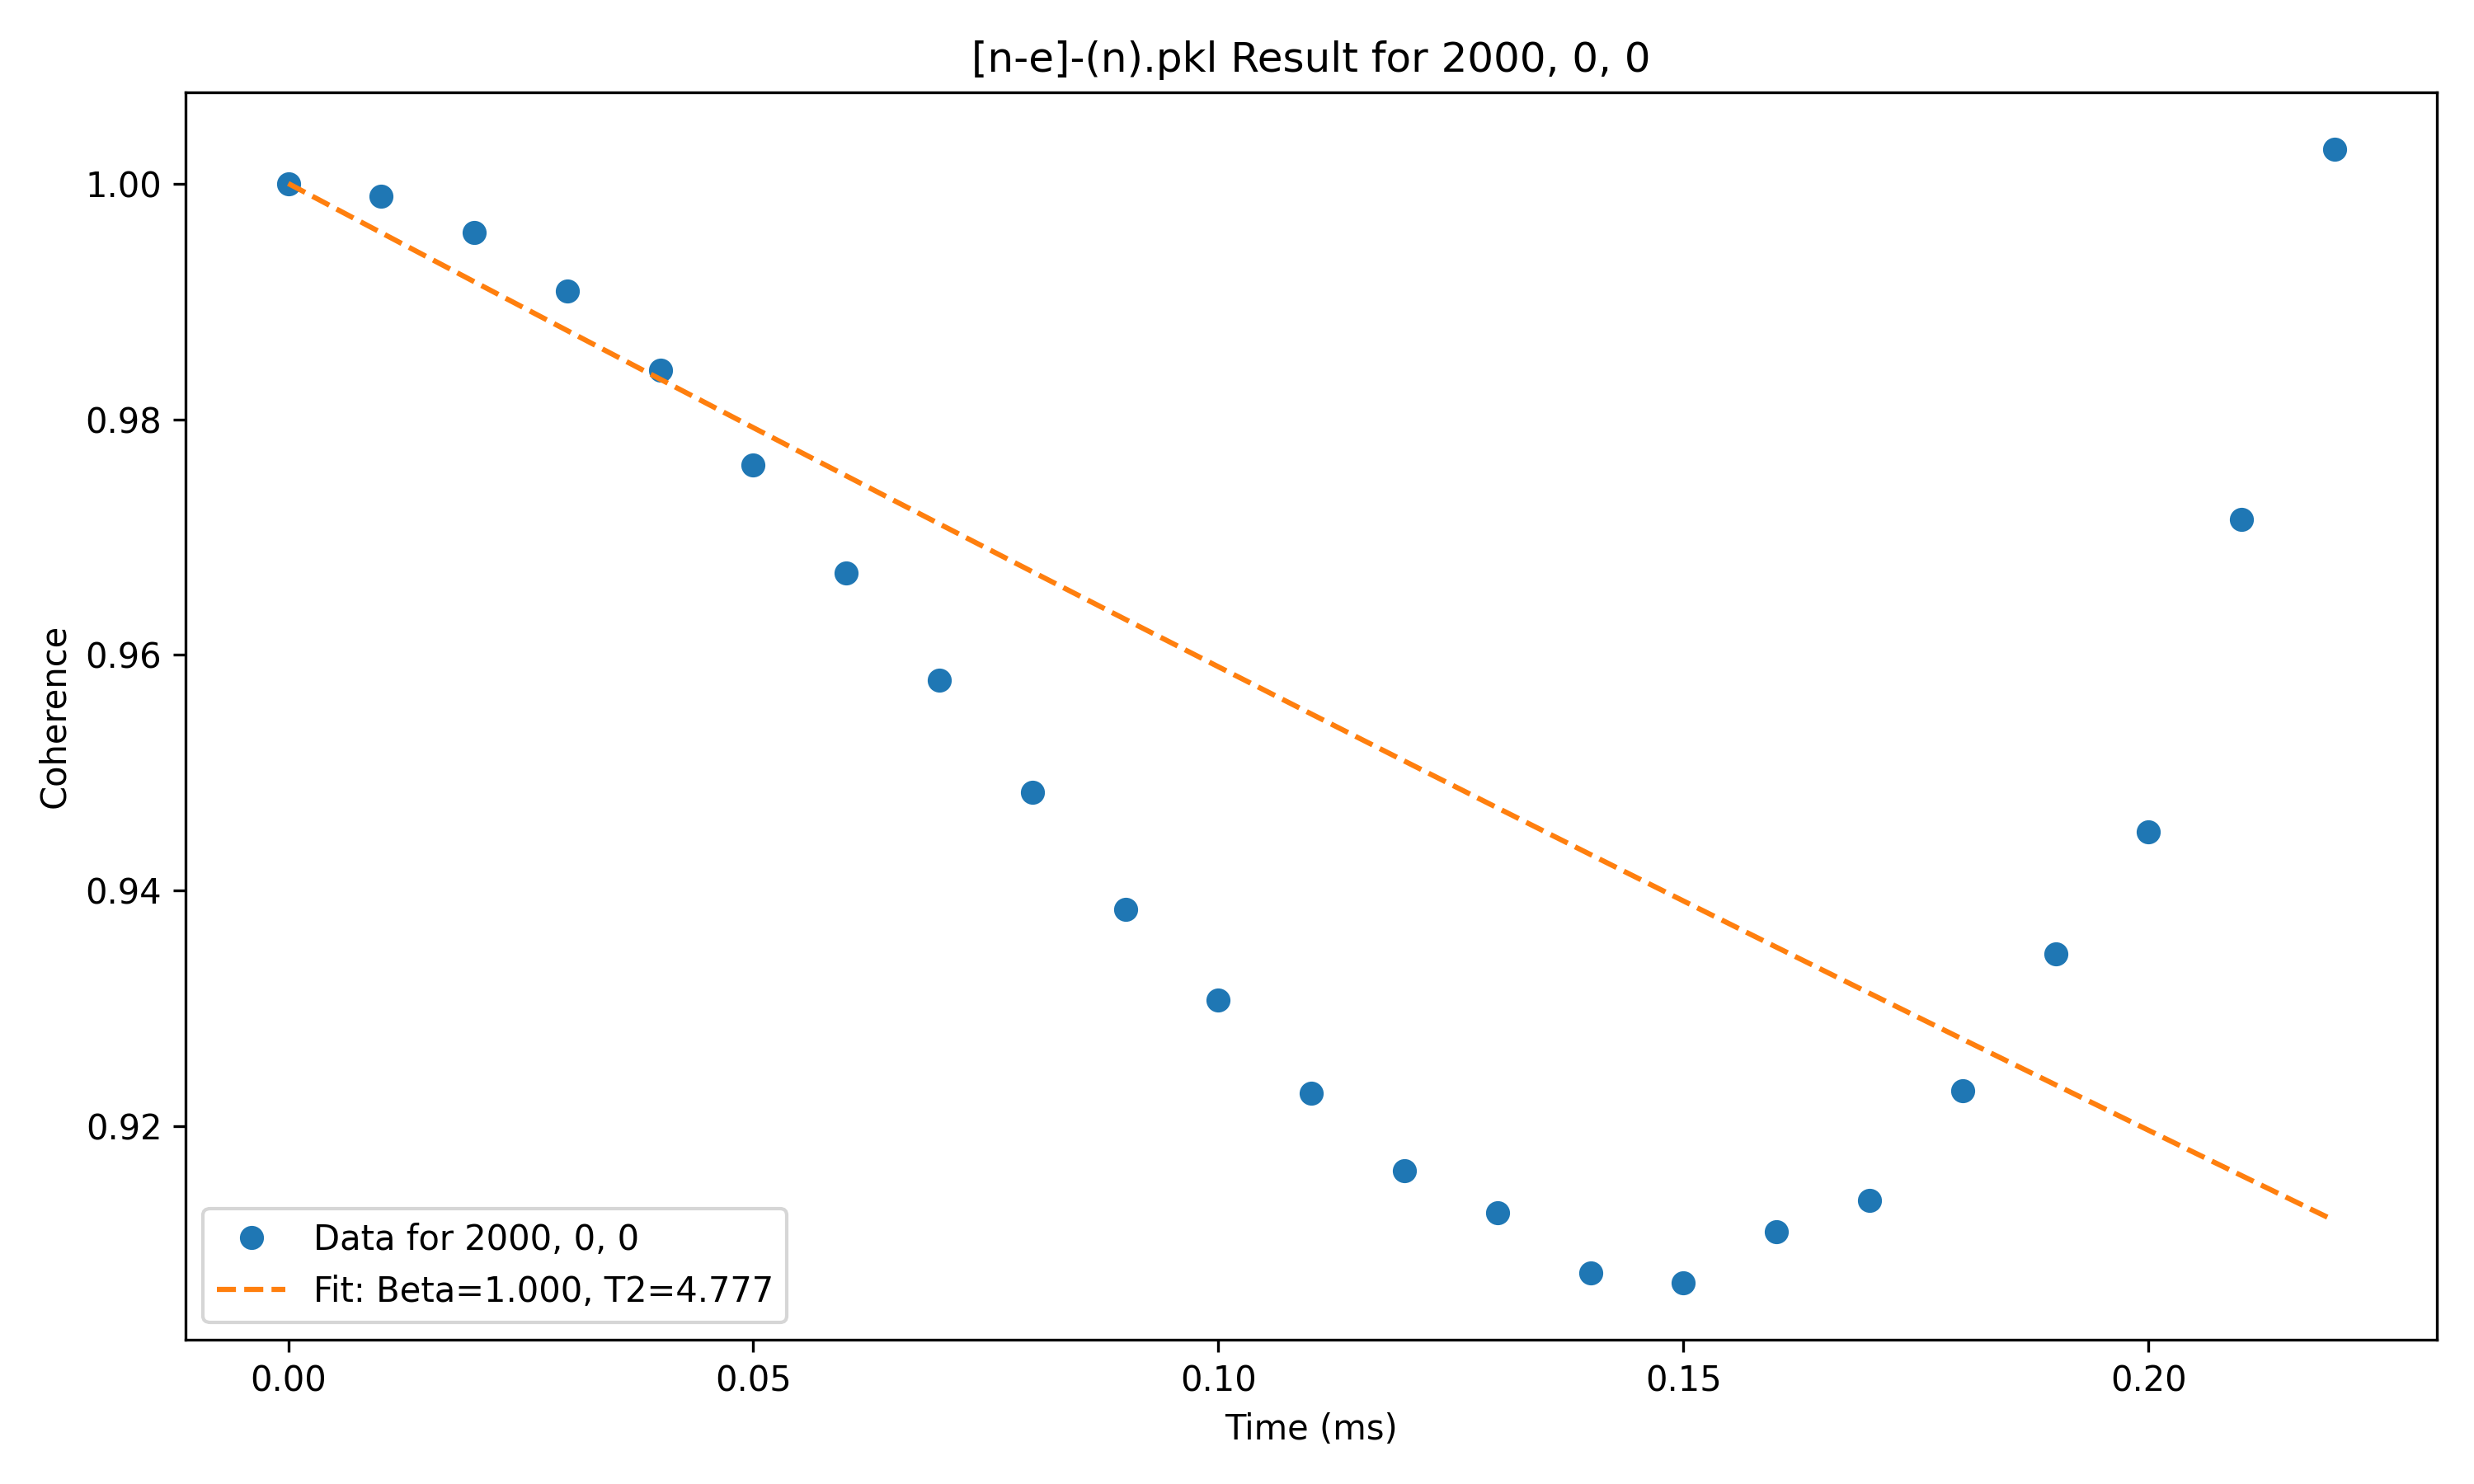 [n-e]-(n).pkl Result for 2000, 0, 0
Coherence
1.00
0.98
0.96
0.94
0.92
Data for 2000, 0, 0
Fit: Beta=1.000, T2=4.777
0.00
0.05
0.10
0.15
0.20
Time (ms)